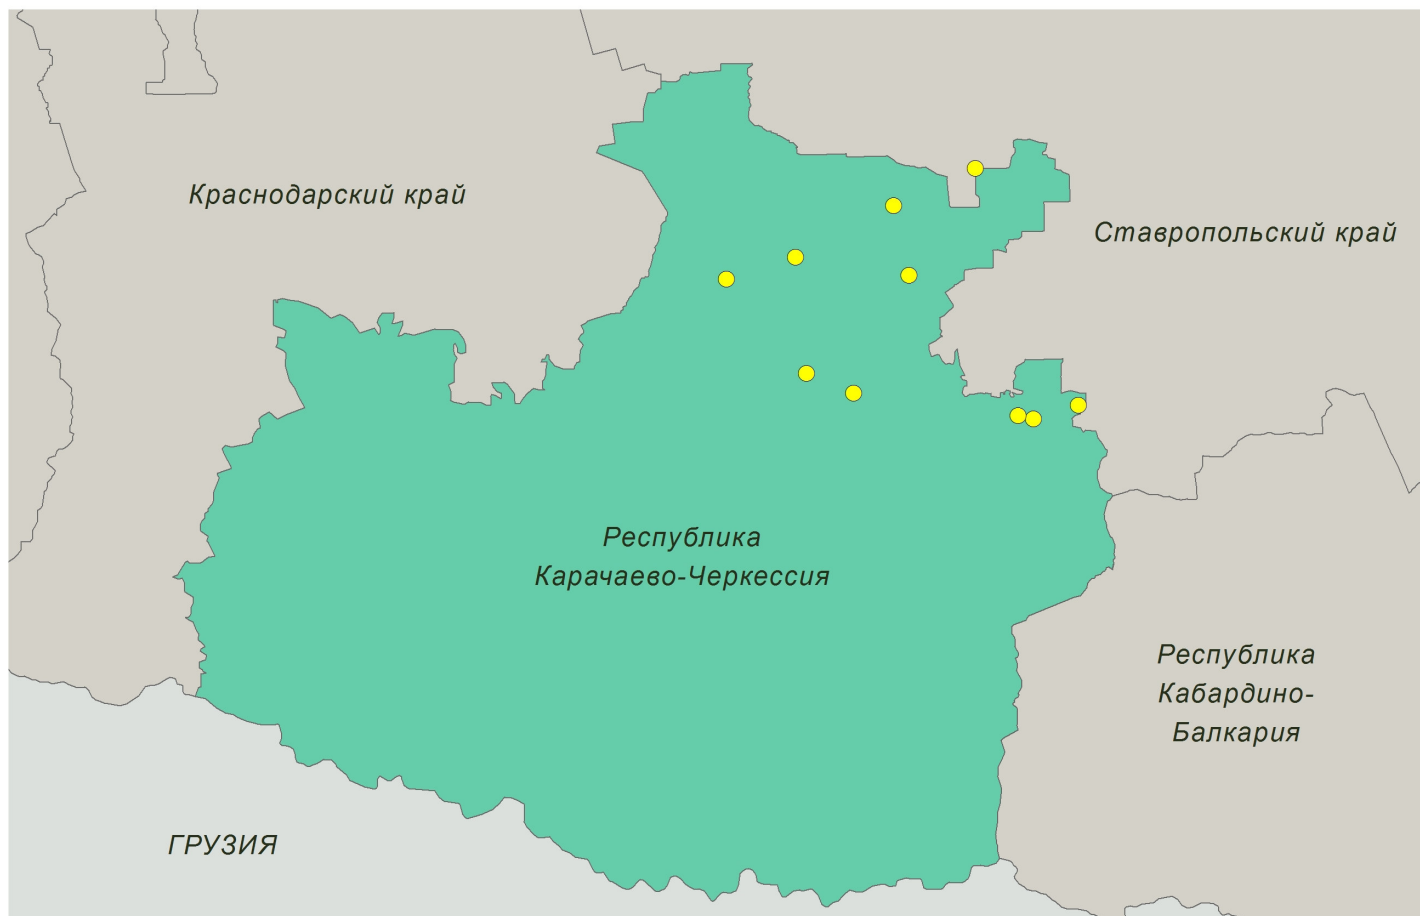 Краснодарский край
Ставропольский край
Республика
Карачаево-Черкессия
Республика
Кабардино-
Балкария
ГРУЗИЯ